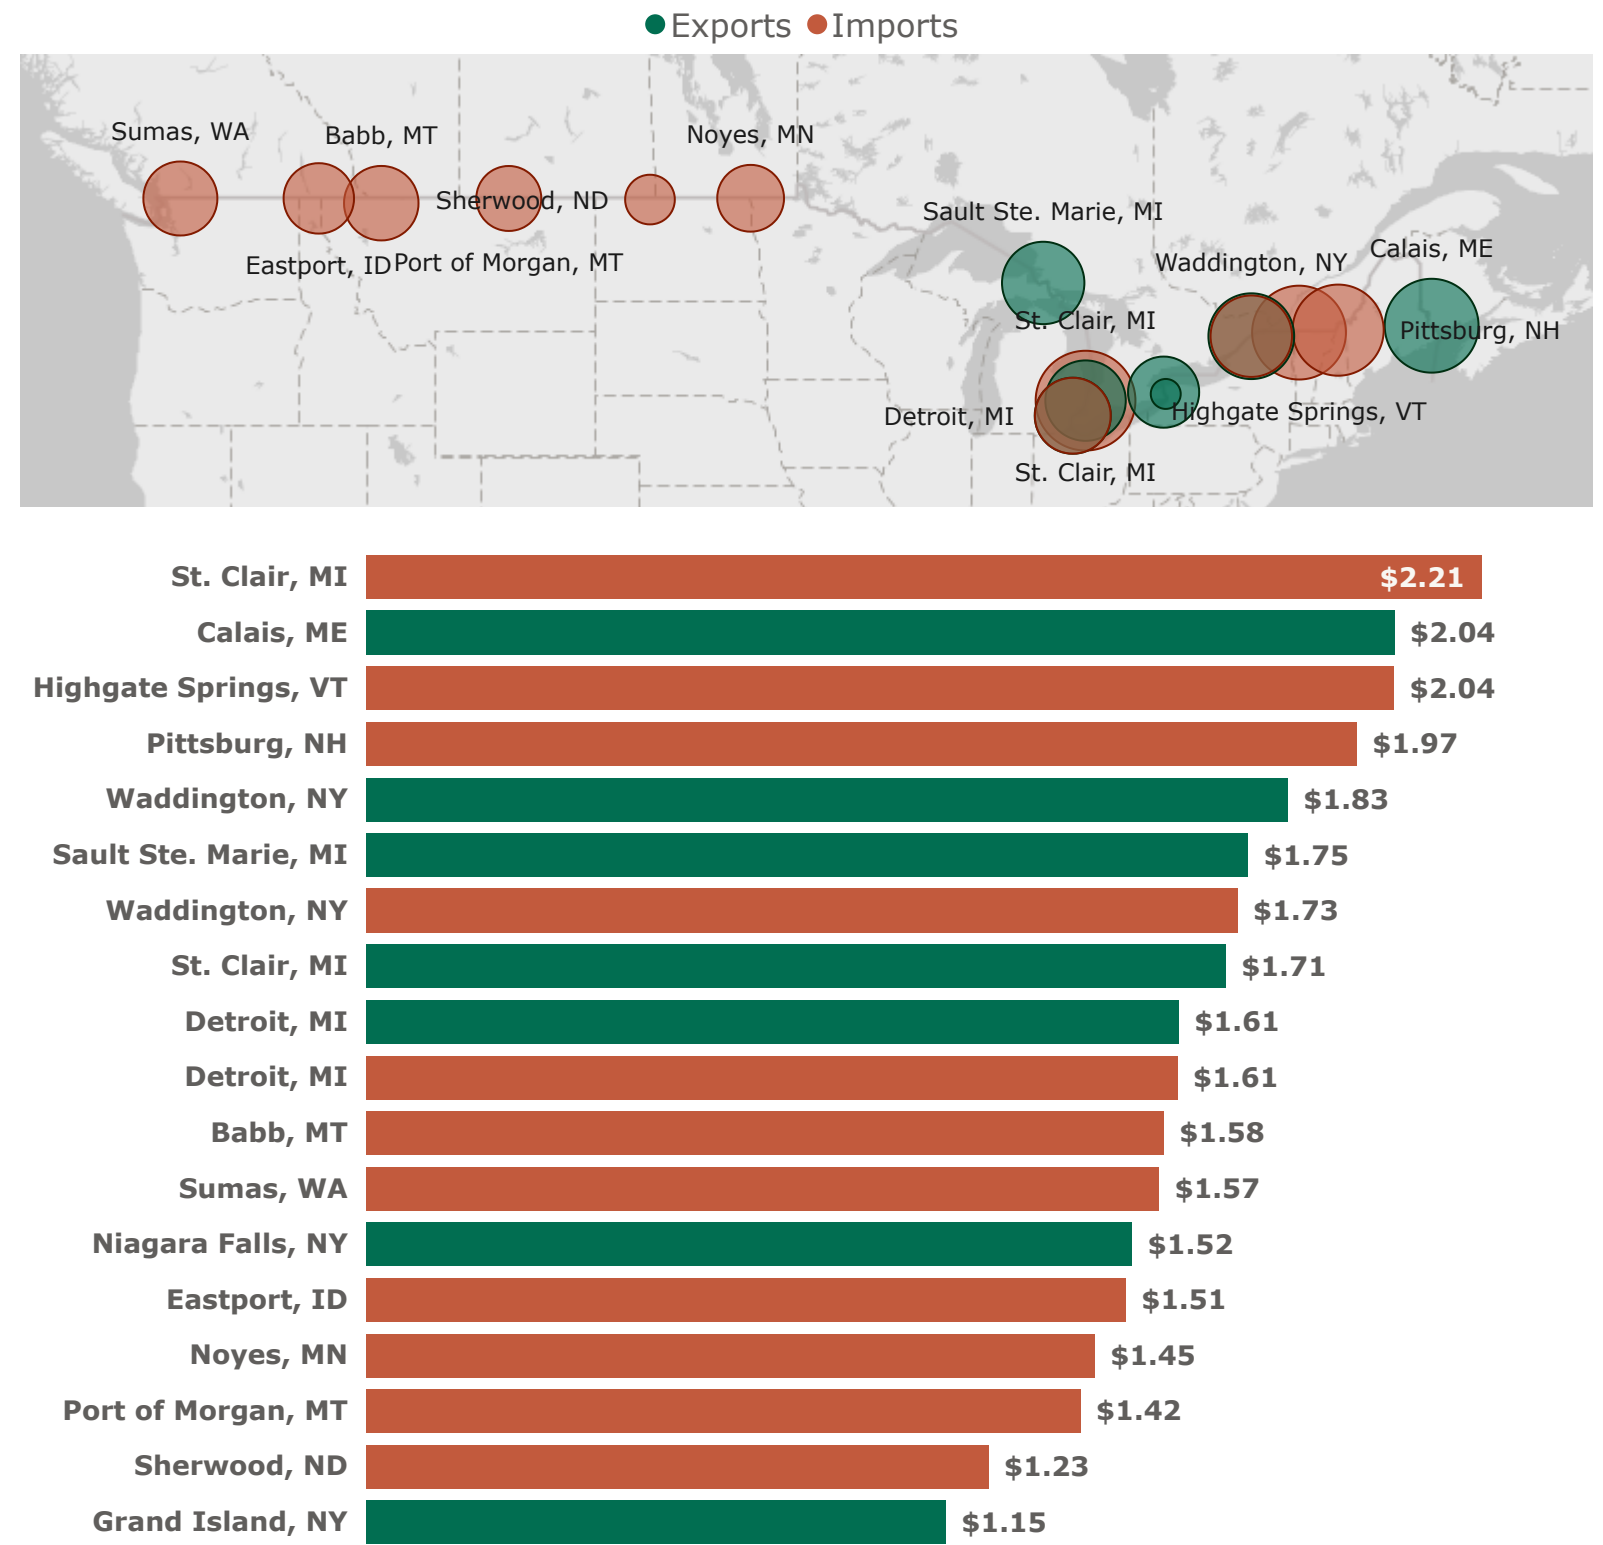 Exports Imports
Sumas, WA
Babb, MT
Noyes, MN
Sherwood, ND
Sault Ste. Marie, MI
Calais, ME
Eastport, ID
Port of Morgan, MT
Waddington, NY
St. Clair, MI
Pittsburg, NH
Detroit, MI
Highgate Springs, VT
St. Clair, MI
St. Clair, MI $2.21
Calais, ME $2.04
Highgate Springs, VT $2.04
Pittsburg, NH $1.97
Waddington, NY $1.83
Sault Ste. Marie, MI $1.75
Waddington, NY $1.73
St. Clair, MI $1.71
Detroit, MI $1.61
Detroit, MI $1.61
Babb, MT $1.58
Sumas, WA $1.57
Niagara Falls, NY $1.52
Eastport, ID $1.51
Noyes, MN $1.45
Port of Morgan, MT $1.42
Sherwood, ND $1.23
Grand Island, NY $1.15